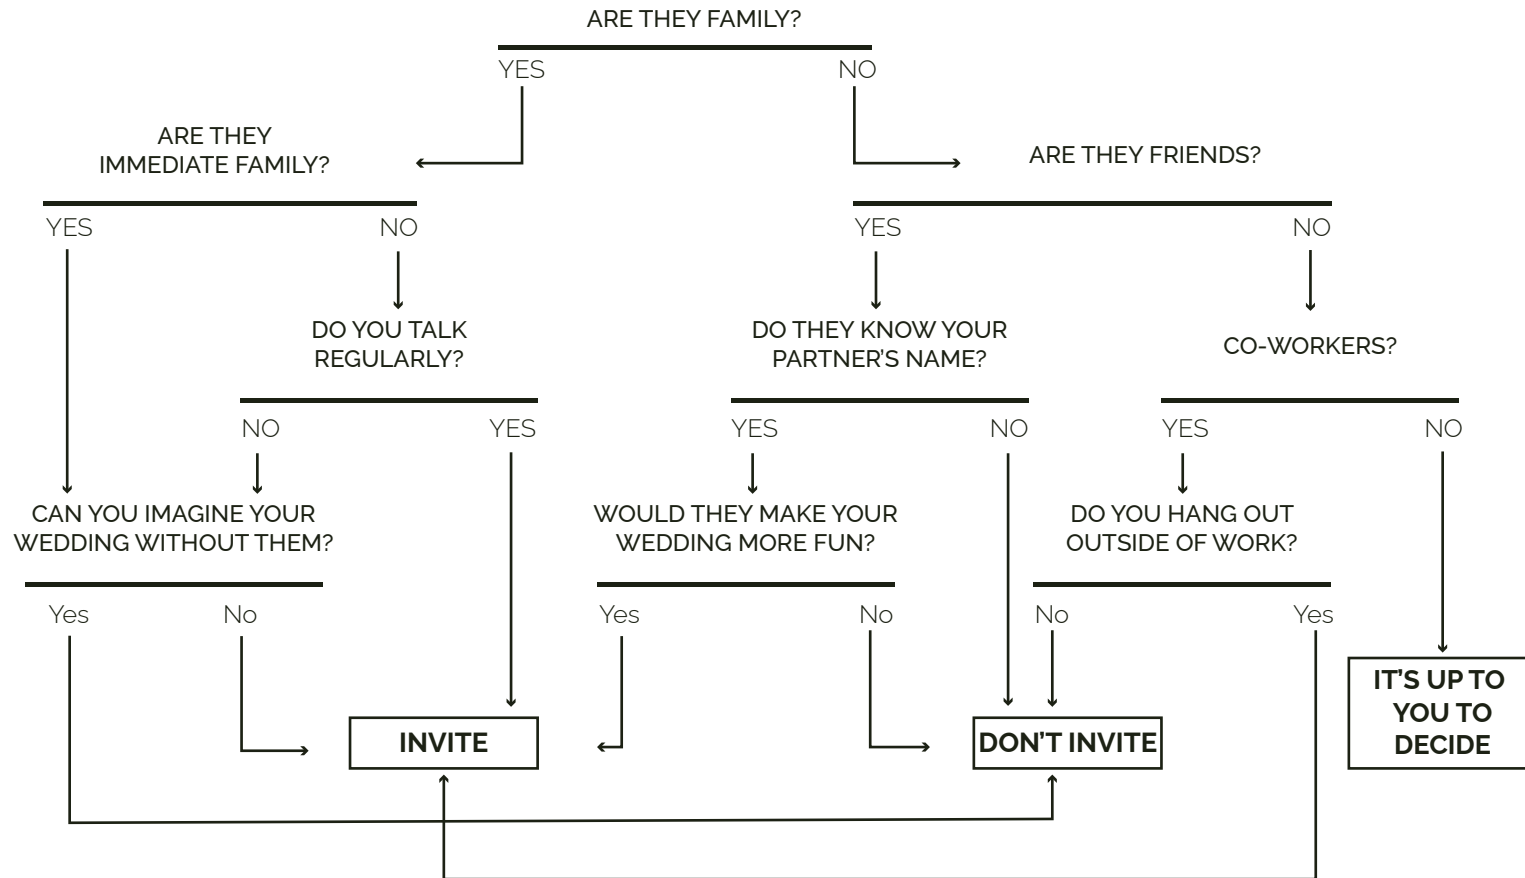 ARE THEY FAMILY?
YES
NO
ARE THEY
IMMEDIATE FAMILY?
ARE THEY FRIENDS?
YES
NO
YES
NO
DO YOU TALK
REGULARLY?
DO THEY KNOW YOUR
PARTNER’S NAME?
CO-WORKERS?
NO
YES
YES
NO
YES
NO
CAN YOU IMAGINE YOUR
WEDDING WITHOUT THEM?
WOULD THEY MAKE YOUR
WEDDING MORE FUN?
DO YOU HANG OUT
OUTSIDE OF WORK?
Yes
No
Yes
No
No
Yes
INVITE
DON’T INVITE
IT’S UP TO
YOU TO
DECIDE